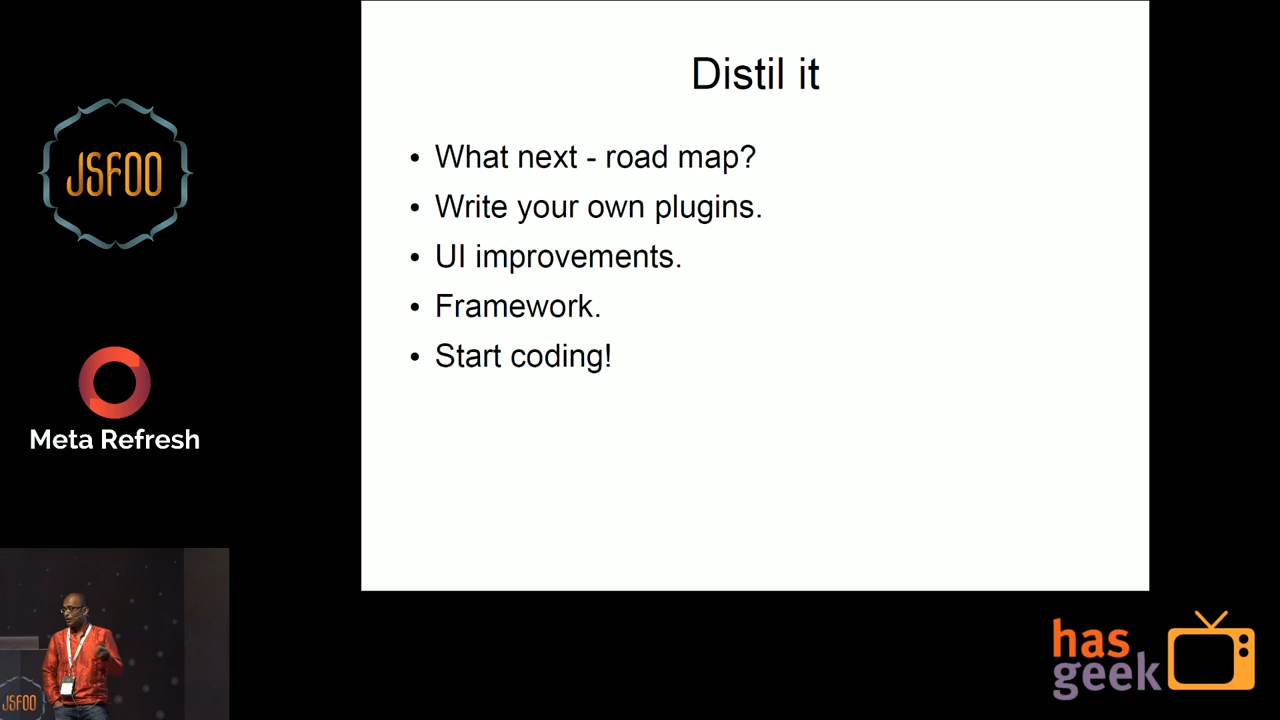 Distil it
• What next - road map?
• Write your own plugins.
• UI improvements.
• Framework.
• Start coding!
JSFOO
Meta Refresh
JSFOO
has
geek